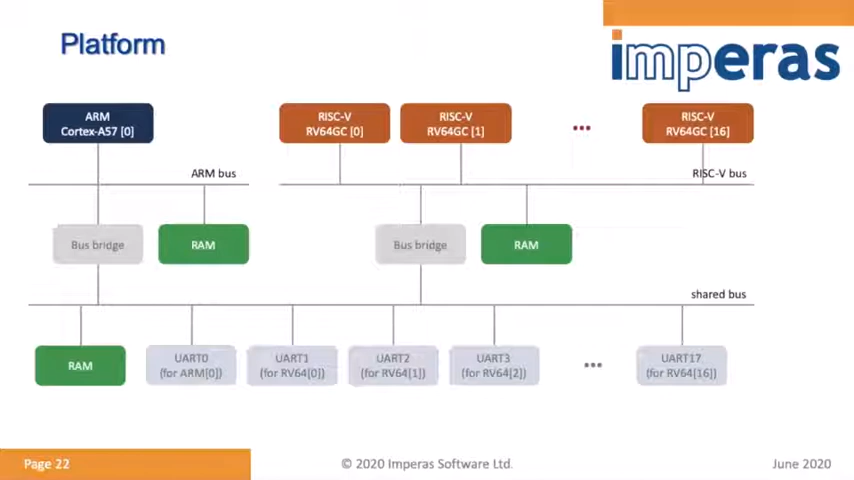 Platform
imperas
ARM
Cortex-A57 [0]
RISC-V
RV64GC [0]
RISC-V
RV64GC [1]
...
RISC-V
RV64GC [16]
ARM bus
RISC-V bus
Bus bridge
RAM
Bus bridge
RAM
shared bus
RAM
UART0
(for ARM[0])
UART1
(for RV64[0])
UART2
(for RV64[1])
UART3
(for RV64[2])
...
UART17
(for RV64[16])
Page 22
© 2020 Imperas Software Ltd.
June 2020